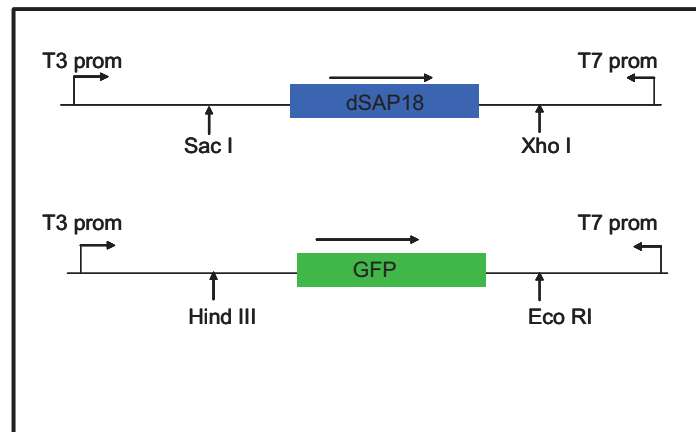 T3 prom T7 prom
dSAP18
Sac I Xho I
T3 prom T7 prom
GFP
Hind III Eco RI